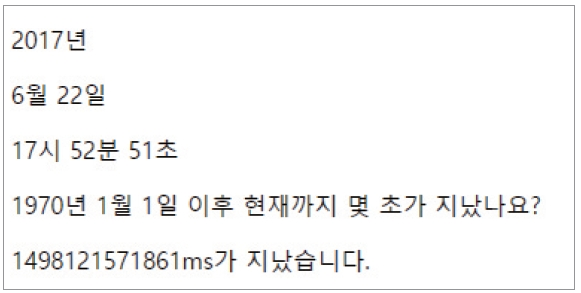 2017년
6월 22일
17시 52분 51초
1970년 1월 1일 이후 현재까지 몇 초가 지났나요?
1498121571861ms가 지났습니다.